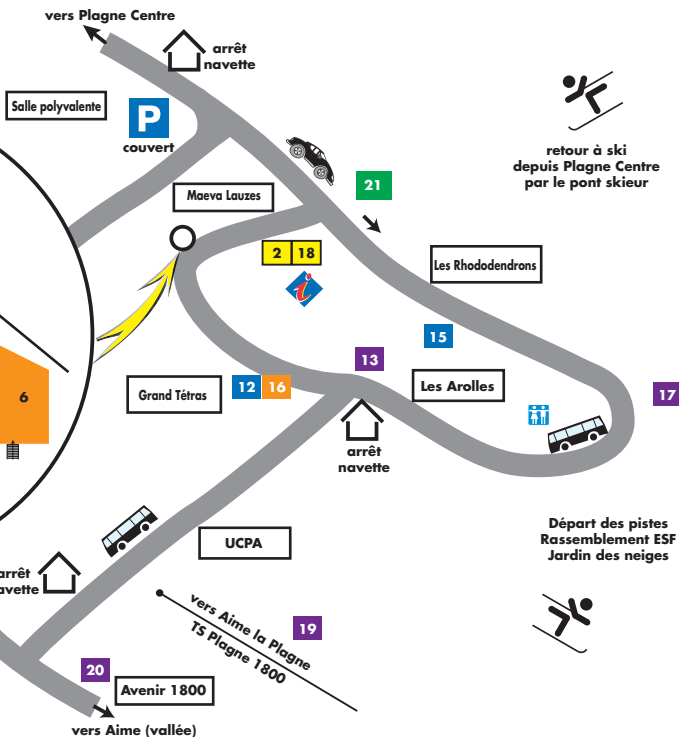 vers Plagne Centre
arrêt
navette
Salle polyvalente
P
couvert
retour à ski
depuis Plagne Centre
par le pont skieur
21
Maeva Lauzes
2 18
i
Les Rhododendrons
15
13
6
Grand Tétras
12 16
Les Arolles
17
arrêt
navette
Départ des pistes
Rassemblement ESF
Jardin des neiges
UCPA
arrêt
navette
vers Aime la Plagne
TS Plagne 1800
19
20
Avenir 1800
vers Aime (vallée)